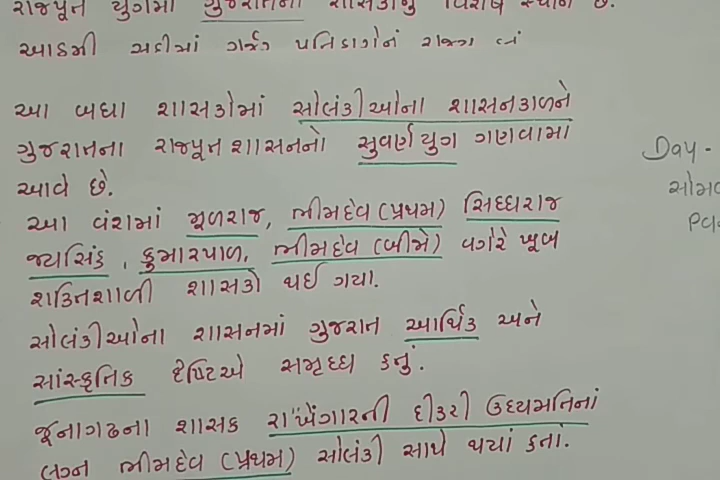 રાજપૂત યુગમાં ગુજરાતના શાસકોનું વિશેષ સ્થાન છે.
આઠમી સદીમાં ગુર્જર પ્રતિહારોનું રાજ્ય હતું
આ બધા શાસકોમાં સોલંકીઓના શાસનકાળને
ગુજરાતના રાજપૂત શાસનનો સુવર્ણયુગ ગણવામાં
આવે છે.
આ વંશમાં મૂળરાજ, ભીમદેવ (પ્રથમ) સિધ્ધરાજ
જયસિંહ, કુમારપાળ, ભીમદેવ (બીજો) વગેરે ખૂબ
શક્તિશાળી શાસકો થઈ ગયા.
સોલંકીઓના શાસનમાં ગુજરાત આર્થિક અને
સાંસ્કૃતિક દૃષ્ટિએ સમૃધ્ધ હતું.
જૂનાગઢના શાસક રા'ખેંગારની દીકરી ઉદયમતિનાં
લગ્ન ભીમદેવ (પ્રથમ) સોલંકી સાથે થયાં હતાં.
Day -
સોમવ